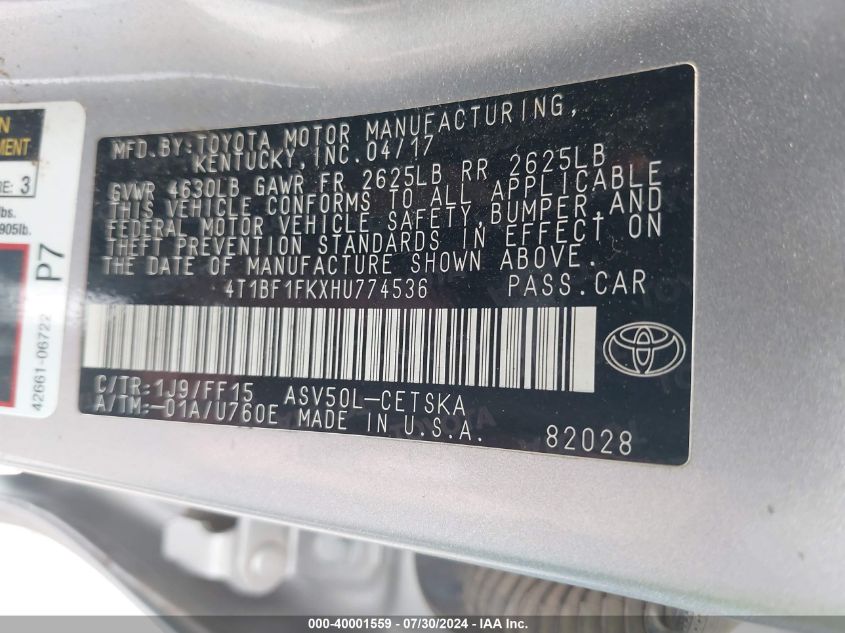 MFD.BY:TOYOTA MOTOR MANUFACTURING,
KENTUCKY, INC. 04/17
GVWR 4630LB GAWR FR 2625LB RR 2625LB
THIS VEHICLE CONFORMS TO ALL APPLICABLE
FEDERAL MOTOR VEHICLE SAFETY, BUMPER, AND
THEFT PREVENTION STANDARDS IN EFFECT ON
THE DATE OF MANUFACTURE SHOWN ABOVE.
4T1BF1FKXHU774536 PASS.CAR
C/TR:1J9/FF15 ASV50L-CETSKA
A/TM:-01A/U760E MADE IN U.S.A.
82028
3
lbs.
905lb.
P7
42661-06722
000-40001559 / 07/30/2024 - IAA Inc.